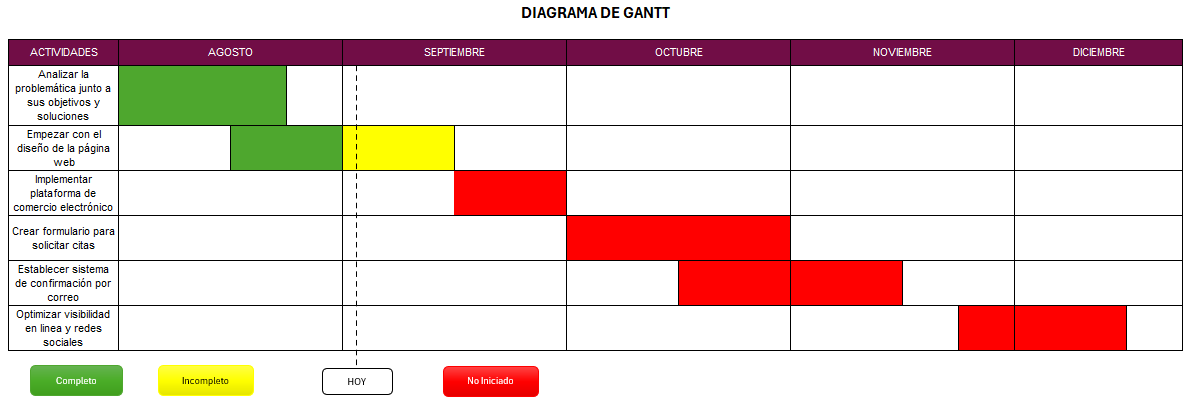 DIAGRAMA DE GANTT
ACTIVIDADES AGOSTO SEPTIEMBRE OCTUBRE NOVIEMBRE DICIEMBRE
Analizar la
problemática junto a
sus objetivos y
soluciones
Empezar con el
diseño de la página
web
Implementar
plataforma de
comercio electrónico
Crear formulario para
solicitar citas
Establecer sistema
de confirmación por
correo
Optimizar visibilidad
en linea y redes
sociales
Completo Incompleto HOY No Iniciado